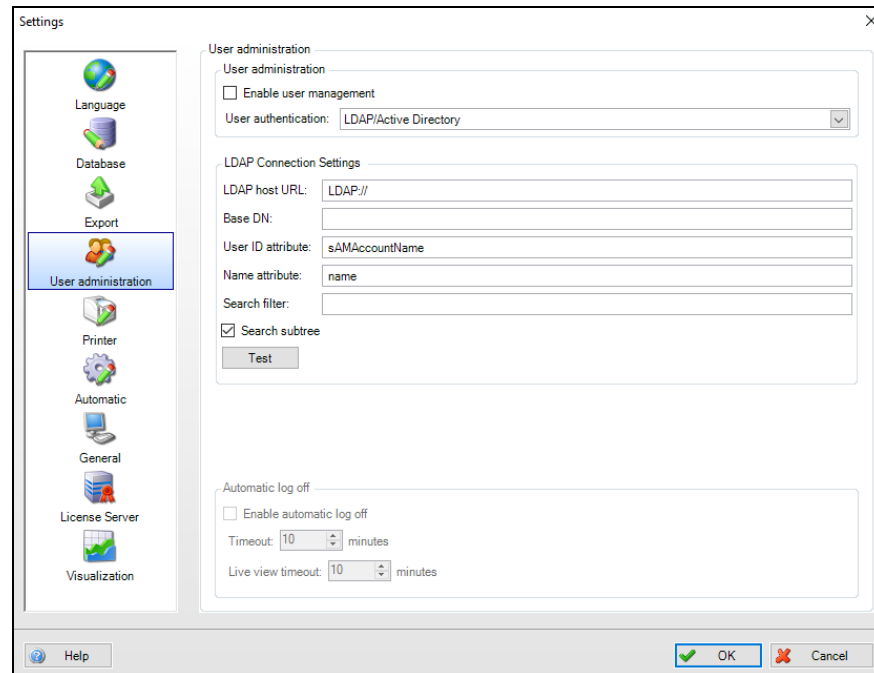 Settings
Language
Database
Export
User administration
Printer
Automatic
General
License Server
Visualization
User administration
User administration
Enable user management
User authentication: LDAP/Active Directory
LDAP Connection Settings
LDAP host URL: LDAP://
Base DN:
User ID attribute: sAMAccountName
Name attribute: name
Search filter:
Search subtree
Test
Automatic log off
Enable automatic log off
Timeout: 10 minutes
Live view timeout: 10 minutes
Help
OK
Cancel